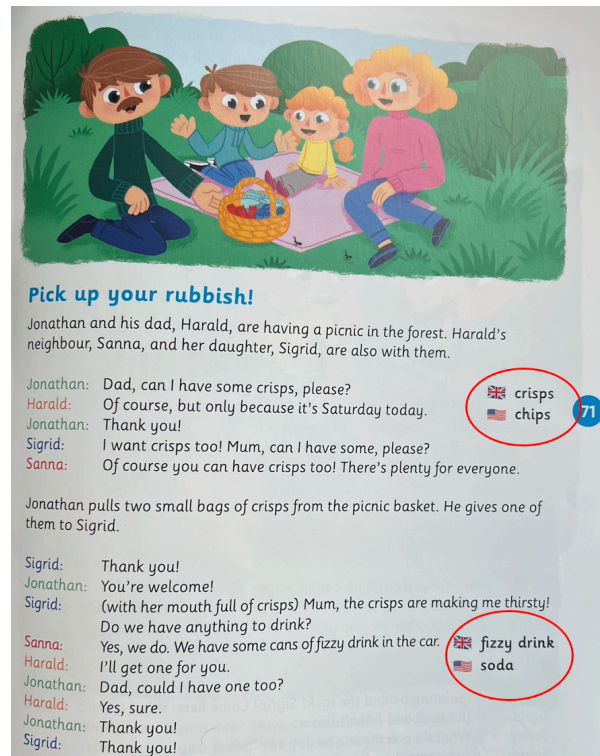 Pick up your rubbish!
Jonathan and his dad, Harald, are having a picnic in the forest. Harald's
neighbour, Sanna, and her daughter, Sigrid, are also with them.
Jonathan: Dad, can I have some crisps, please?
Harald: Of course, but only because it's Saturday today.
Jonathan: Thank you!
Sigrid: I want crisps too! Mum, can I have some, please?
Sanna: Of course you can have crisps too! There's plenty for everyone.
crisps
chips
71
Jonathan pulls two small bags of crisps from the picnic basket. He gives one of
them to Sigrid.
Sigrid: Thank you!
Jonathan: You're welcome!
Sigrid: (with her mouth full of crisps) Mum, the crisps are making me thirsty!
Do we have anything to drink?
Sanna: Yes, we do. We have some cans of fizzy drink in the car.
Harald: I'll get one for you.
Jonathan: Dad, could I have one too?
Harald: Yes, sure.
Jonathan: Thank you!
Sigrid: Thank you!
fizzy drink
soda